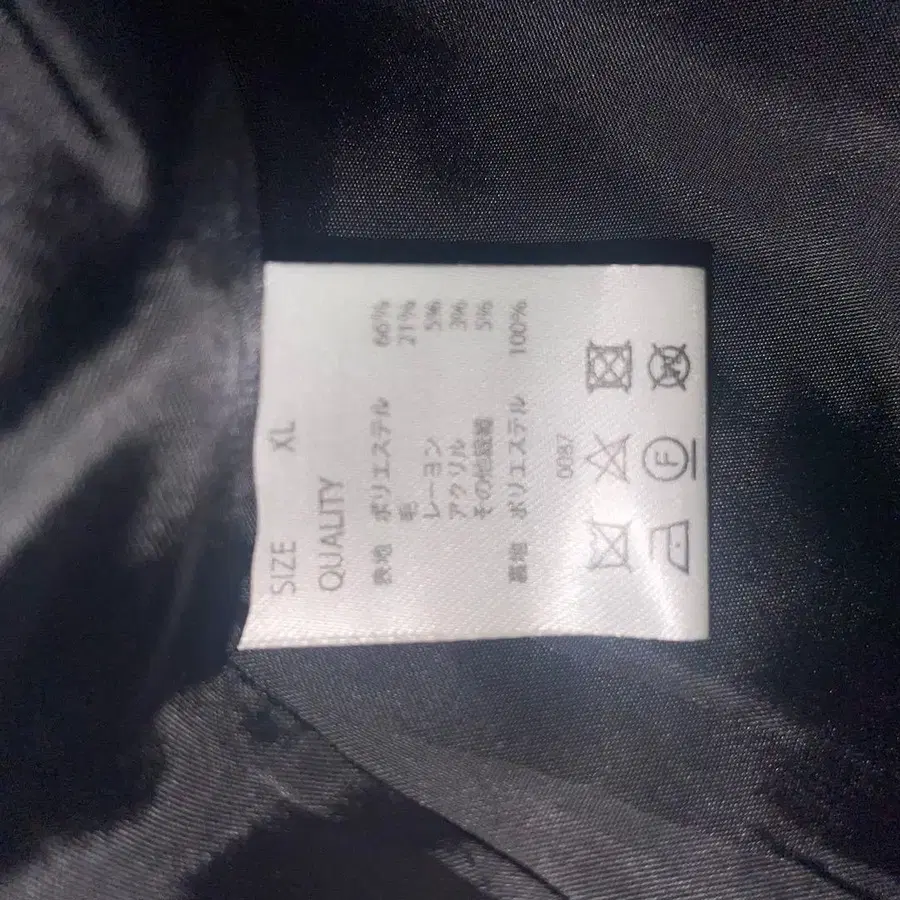 SIZE XL
QUALITY
表地 ポリエステル 66%
毛 21%
レーヨン 5%
アクリル 3%
その他繊維 5%
裏地 ポリエステル 100%
0087
F
W